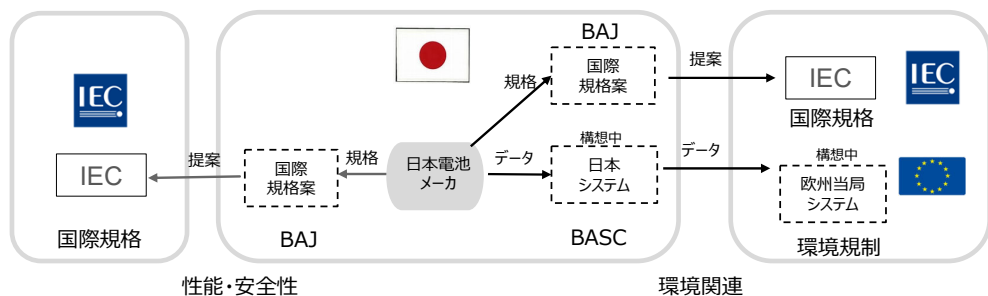 IEC
IEC
提案
国際規格
国際
規格案
BAJ
規格
日本電池
メーカ
規格
データ
BAJ
国際
規格案
構想中
日本
システム
BASC
提案
データ
IEC
IEC
国際規格
構想中
欧州当局
システム
環境規制
性能・安全性
環境関連